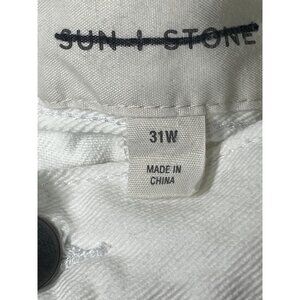 SUN + STONE
31W
MADE IN
CHINA